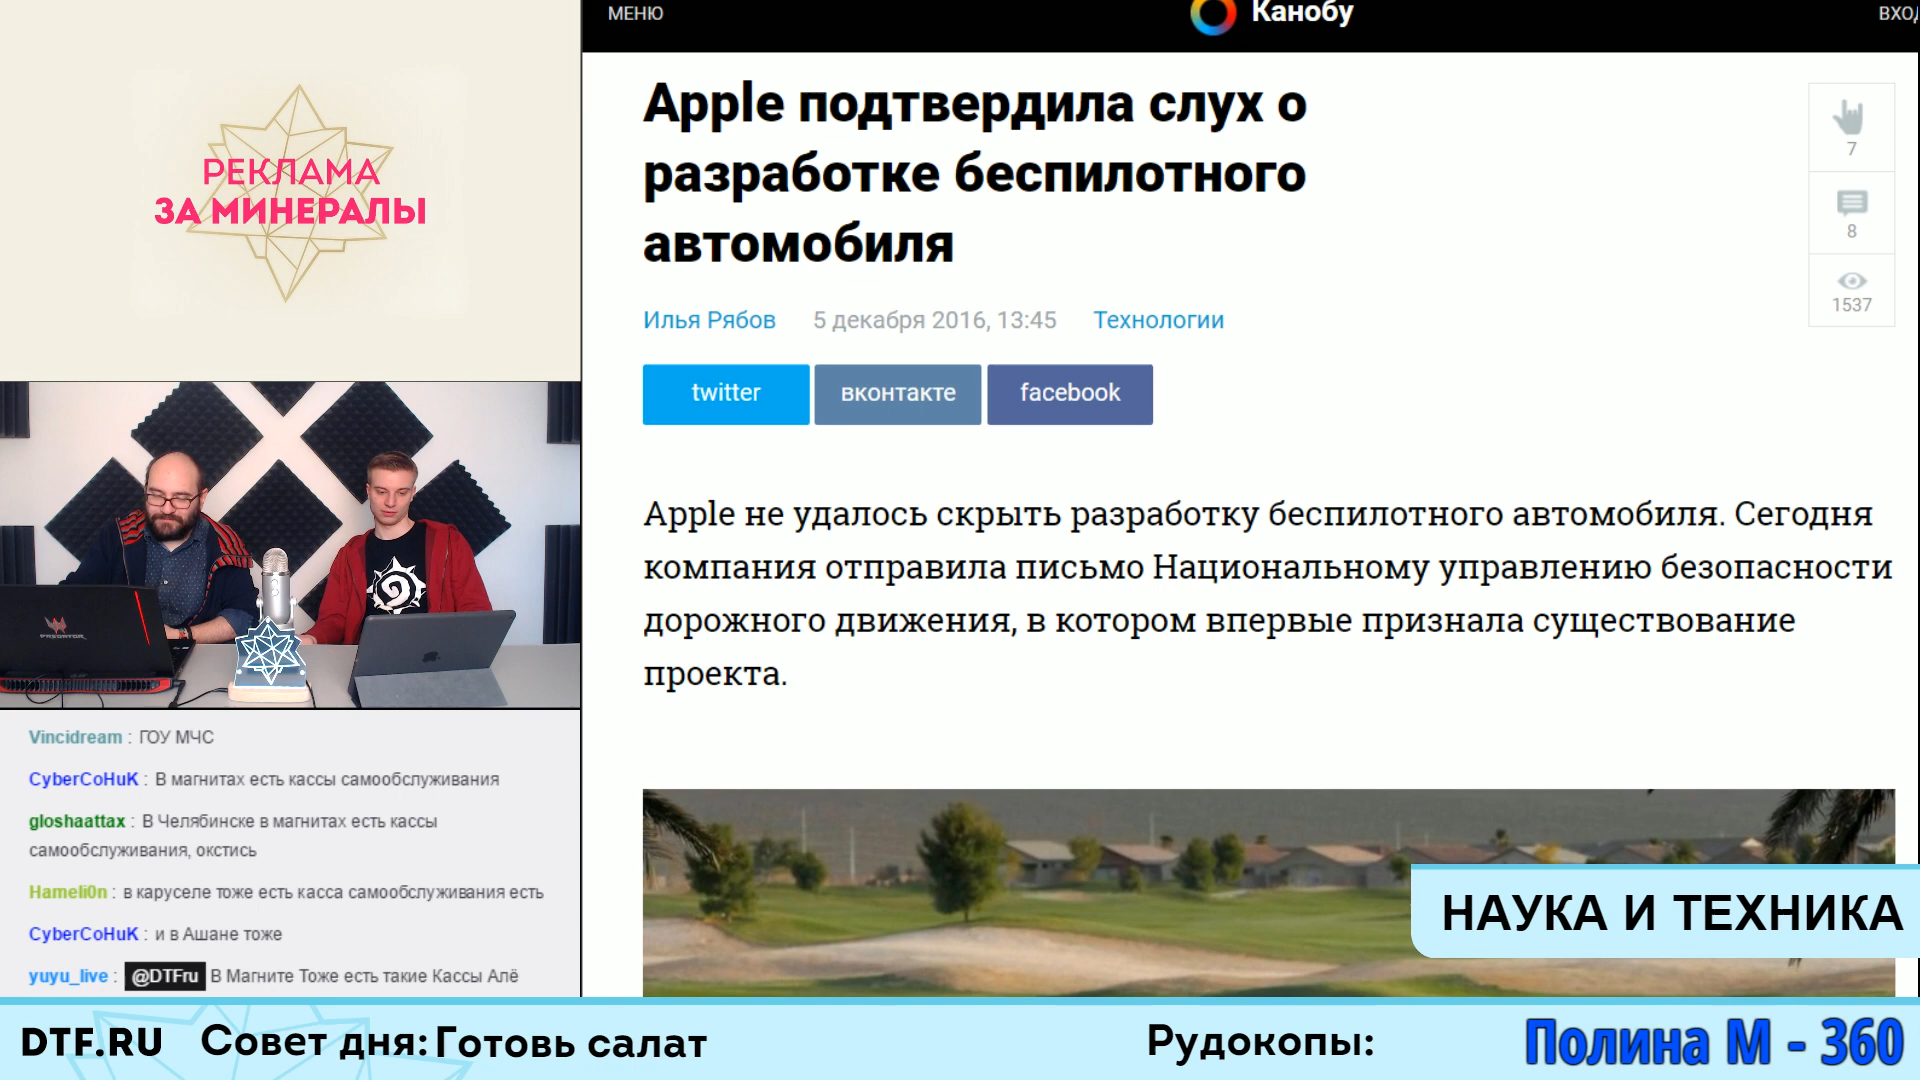 МЕНЮ
Канобу
РЕКЛАМА
ЗА МИНЕРАЛЫ
Apple подтвердила слух о
разработке беспилотного
автомобиля
7
8
1537
Илья Рябов 5 декабря 2016, 13:45 Технологии
twitter вконтакте facebook
Apple не удалось скрыть разработку беспилотного автомобиля. Сегодня
компания отправила письмо Национальному управлению безопасности
дорожного движения, в котором впервые признала существование
проекта.
PREDATOR
Vincidream : ГОУ МЧС
CyberCoHuK : В магнитах есть кассы самообслуживания
gloshaattax : В Челябинске в магнитах есть кассы
самообслуживания, окстись
Hameli0n : в каруселе тоже есть касса самообслуживания есть
CyberCoHuK : и в Ашане тоже
yuyu_live : @DTFru В Магните Тоже есть такие Кассы Алё
НАУКА И ТЕХНИКА
DTF.RU Совет дня: Готовь салат Рудокопы: Полина М - 360